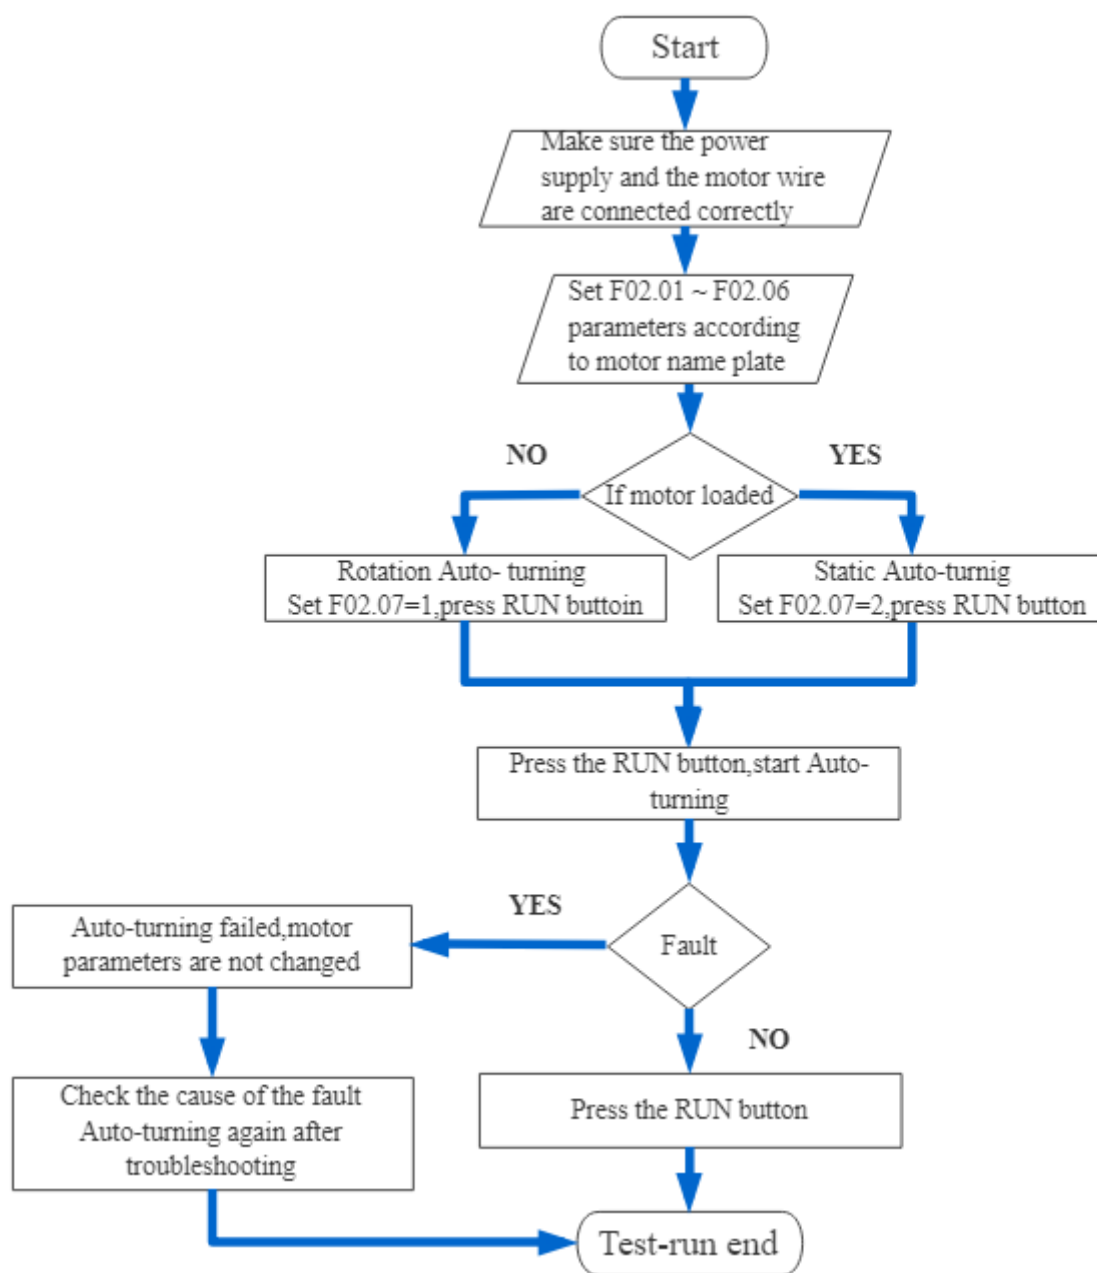 Start
Make sure the power
supply and the motor wire
are connected correctly
Set F02.01 ~ F02.06
parameters according
to motor name plate
NO
YES
If motor loaded
Rotation Auto- turning
Set F02.07=1,press RUN buttoin
Static Auto-turnig
Set F02.07=2,press RUN button
Press the RUN button,start Auto-
turning
YES
Fault
Auto-turning failed,motor
parameters are not changed
NO
Check the cause of the fault
Auto-turning again after
troubleshooting
Press the RUN button
Test-run end